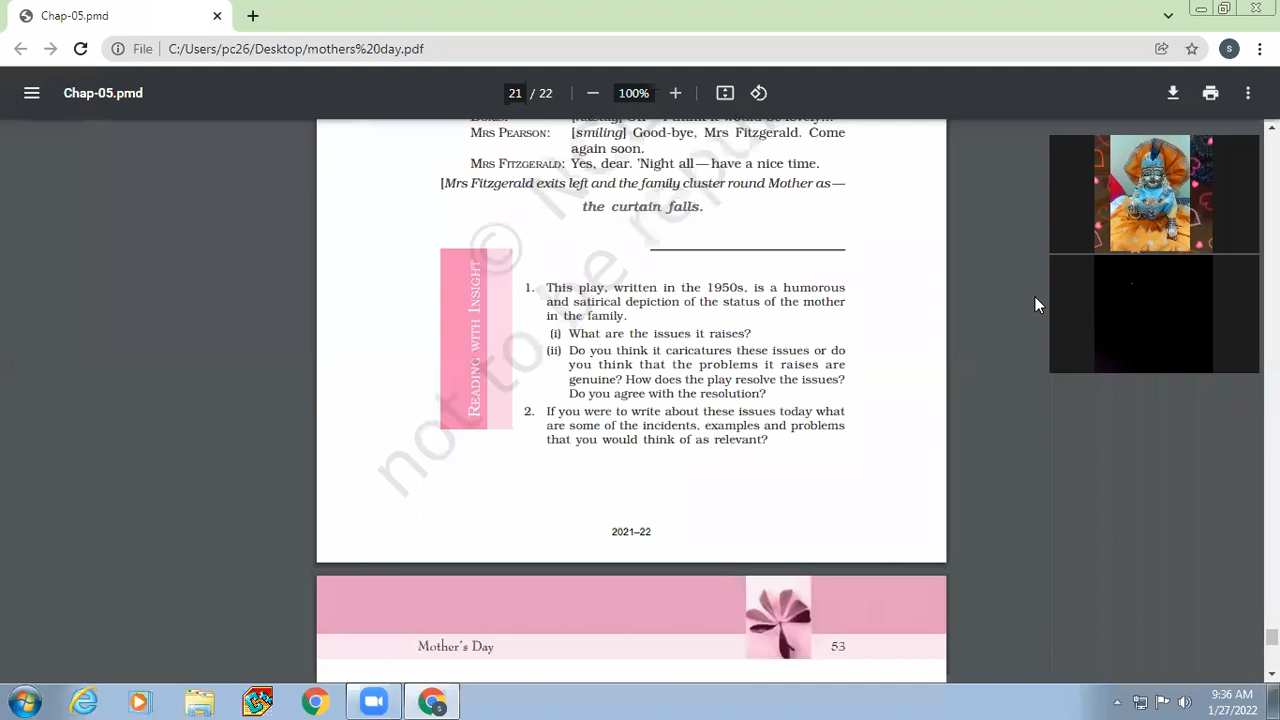 Chap-05.pmd
File C:/Users/pc26/Desktop/mothers%20day.pdf
S
Chap-05.pmd
21 / 22
100%
MRS PEARSON: [smiling] Good-bye, Mrs Fitzgerald. Come
again soon.
MRS FITZGERALD: Yes, dear. 'Night all—have a nice time.
[Mrs Fitzgerald exits left and the family cluster round Mother as—
the curtain falls.
READING WITH INSIGHT
1. This play, written in the 1950s, is a humorous
and satirical depiction of the status of the mother
in the family.
(i) What are the issues it raises?
(ii) Do you think it caricatures these issues or do
you think that the problems it raises are
genuine? How does the play resolve the issues?
Do you agree with the resolution?
2. If you were to write about these issues today what
are some of the incidents, examples and problems
that you would think of as relevant?
©
not to be
2021–22
Mother's Day
53
9:36 AM
1/27/2022